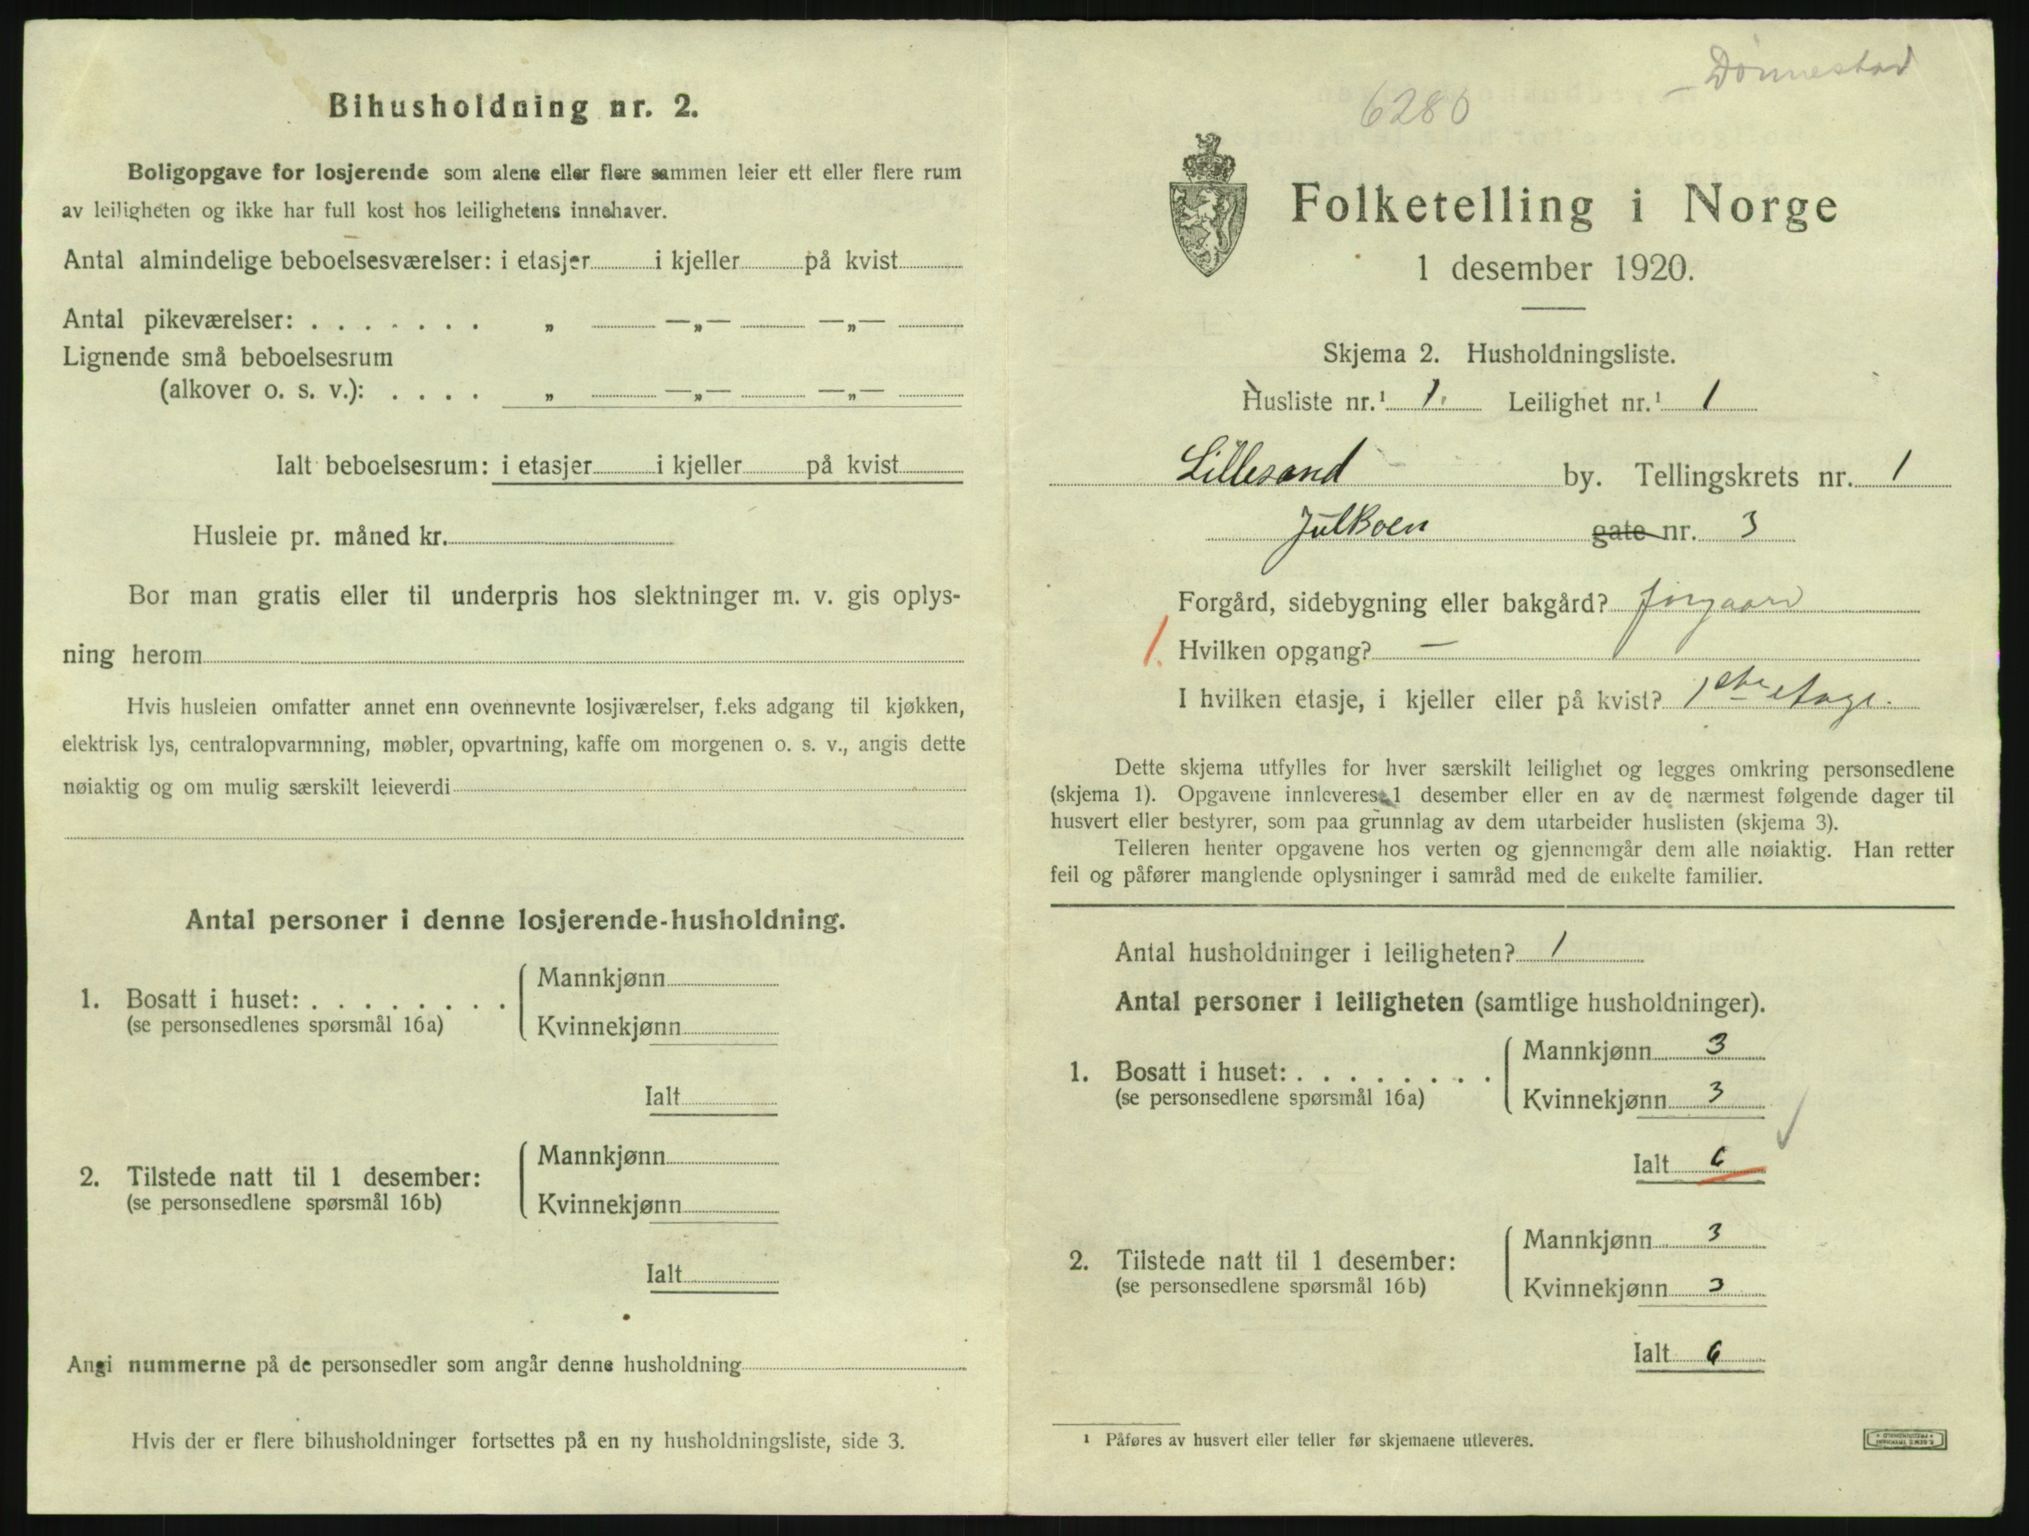 Bihusholdning nr. 2.
Boligopgave for losjerende som alene eller flere sammen leier ett eller flere rum
av leiligheten og ikke har full kost hos leilighetens innehaver.
Antal almindelige beboelsesværelser: i etasjer i kjeller på kvist
Antal pikeværelser: . . . . . . . „ —„— —„—
Lignende små beboelsesrum
(alkover o. s. v.): . . . . „ —„— —„—
Ialt beboelsesrum: i etasjer i kjeller på kvist
Husleie pr. måned kr.
Bor man gratis eller til underpris hos slektninger m. v. gis oplys-
ning herom
Hvis husleien omfatter annet enn ovennevnte losjiværelser, f.eks adgang til kjøkken,
elektrisk lys, centralopvarmning, møbler, opvartning, kaffe om morgenen o. s. v., angis dette
nøiaktig og om mulig særskilt leieverdi
Antal personer i denne losjerende-husholdning.
1. Bosatt i huset: . . . . . . . . Mannkjønn
(se personsedlenes spørsmål 16a) Kvinnekjønn
Ialt
2. Tilstede natt til 1 desember: Mannkjønn
(se personsedlene spørsmål 16b) Kvinnekjønn
Ialt
Angi nummerne på de personsedler som angår denne husholdning
Hvis der er flere bihusholdninger fortsettes på en ny husholdningsliste, side 3.
6280 – Dønnestad
Folketelling i Norge
1 desember 1920.
Skjema 2. Husholdningsliste.
Husliste nr.¹ 1. Leilighet nr.¹ 1
Lillesand by. Tellingskrets nr. 1
gate nr. 3
Forgård, sidebygning eller bakgård? forgaard
1. Hvilken opgang? —
I hvilken etasje, i kjeller eller på kvist? 1ste etage.
Dette skjema utfylles for hver særskilt leilighet og legges omkring personsedlene
(skjema 1). Opgavene innleveres 1 desember eller en av de nærmest følgende dager til
husvert eller bestyrer, som paa grunnlag av dem utarbeider huslisten (skjema 3).
Telleren henter opgavene hos verten og gjennemgår dem alle nøiaktig. Han retter
feil og påfører manglende oplysninger i samråd med de enkelte familier.
Antal husholdninger i leiligheten? 1
Antal personer i leiligheten (samtlige husholdninger).
1. Bosatt i huset: . . . . . . . . Mannkjønn 3
(se personsedlene spørsmål 16a) Kvinnekjønn 3
Ialt 6
2. Tilstede natt til 1 desember: Mannkjønn 3
(se personsedlene spørsmål 16b) Kvinnekjønn 3
Ialt 6
¹ Påføres av husvert eller teller før skjemaene utleveres.